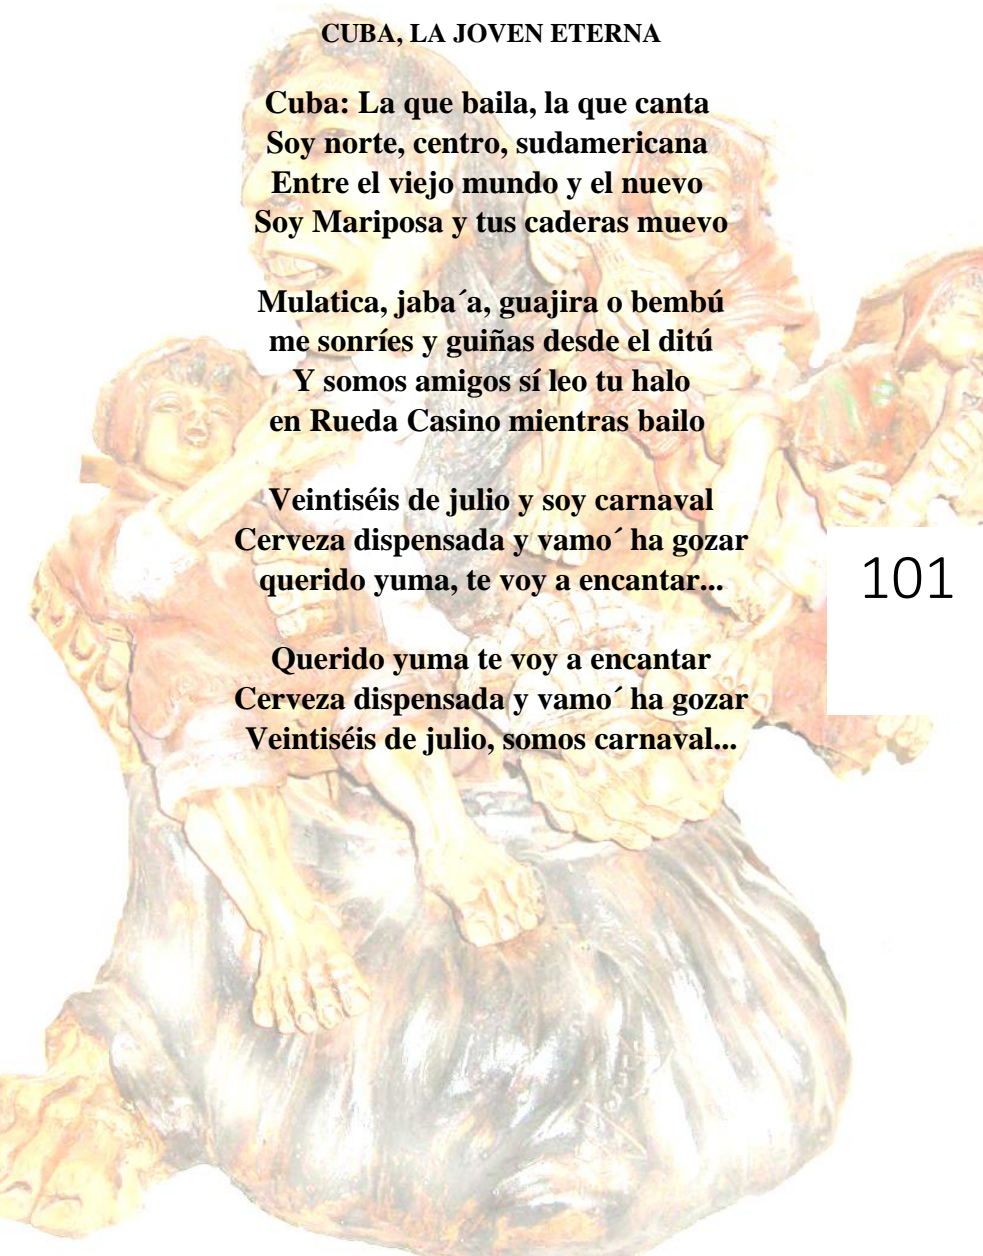 CUBA, LA JOVEN ETERNA
Cuba: La que baila, la que canta
Soy norte, centro, sudamericana
Entre el viejo mundo y el nuevo
Soy Mariposa y tus caderas muevo
Mulatica, jaba´a, guajira o bembú
me sonríes y guiñas desde el ditú
Y somos amigos sí leo tu halo
en Rueda Casino mientras bailo
Veintiséis de julio y soy carnaval
Cerveza dispensada y vamo´ ha gozar
querido yuma, te voy a encantar...
101
Querido yuma te voy a encantar
Cerveza dispensada y vamo´ ha gozar
Veintiséis de julio, somos carnaval...